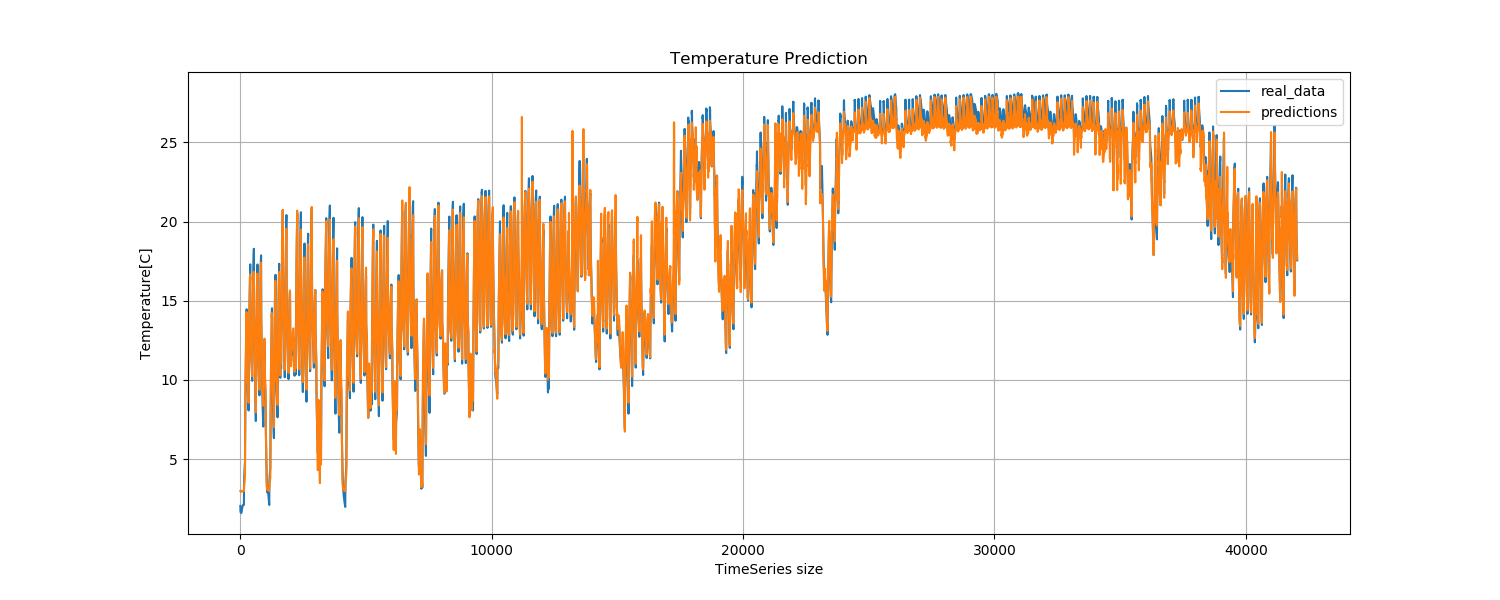 Temperature Prediction
real_data
predictions
25
20
15
10
5
Temperature[C]
0
10000
20000
30000
40000
TimeSeries size